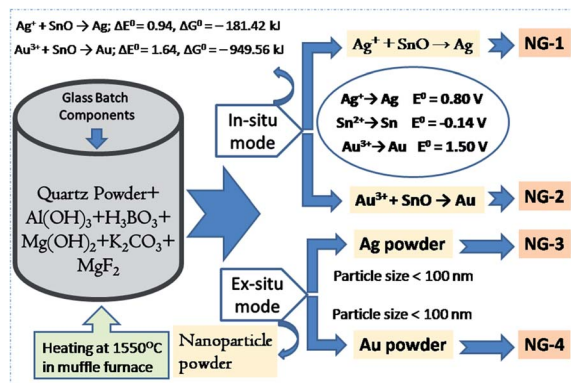 Ag⁺ + SnO → Ag; ΔE⁰ = 0.94, ΔG⁰ = −181.42 kJ
Au³⁺ + SnO → Au; ΔE⁰ = 1.64, ΔG⁰ = −949.56 kJ
Glass Batch
Components
Quartz Powder+
Al(OH)₃+H₃BO₃+
Mg(OH)₂+K₂CO₃+
MgF₂
Heating at 1550⁰C
in muffle furnace
In-situ
mode
Ag⁺ + SnO → Ag
NG-1
Ag⁺→ Ag E⁰ = 0.80 V
Sn²⁺→ Sn E⁰ = -0.14 V
Au³⁺→ Au E⁰ = 1.50 V
Au³⁺+ SnO → Au
NG-2
Ex-situ
mode
Nanoparticle
powder
Ag powder
NG-3
Particle size < 100 nm
Particle size < 100 nm
Au powder
NG-4